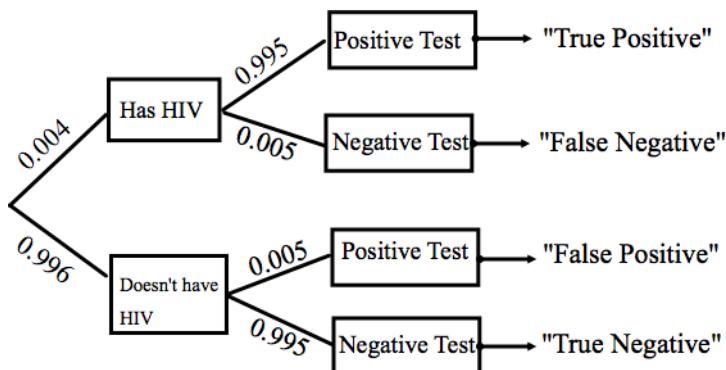 0.004
Has HIV
0.995
Positive Test
"True Positive"
0.005
Negative Test
"False Negative"
0.996
Doesn't have
HIV
0.005
Positive Test
"False Positive"
0.995
Negative Test
"True Negative"